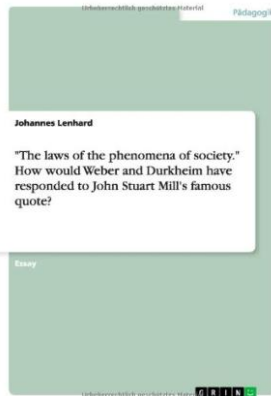 Urheberrechtlich geschütztes Material
Pädagogik
Johannes Lenhard
"The laws of the phenomena of society."
How would Weber and Durkheim have
responded to John Stuart Mill's famous
quote?
Essay
GRIN
Urheberrechtlich geschütztes Material